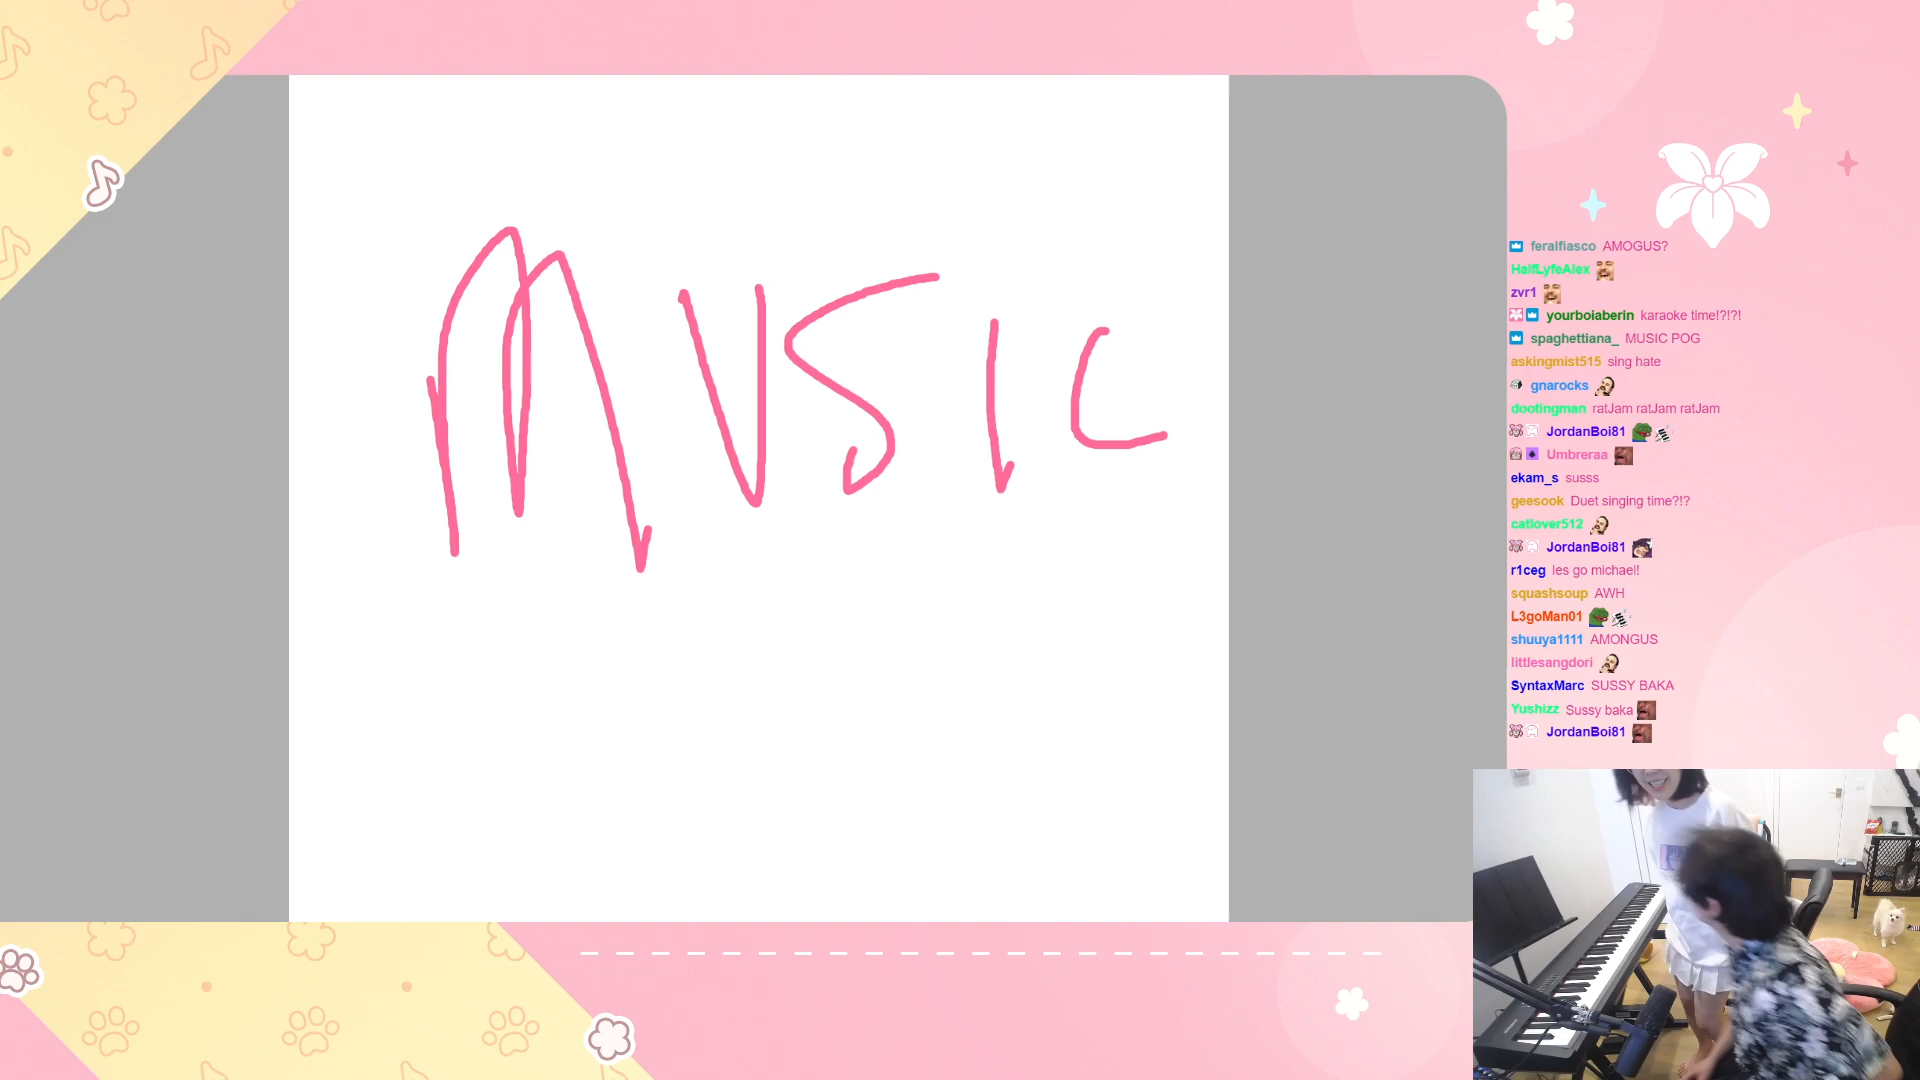 MUSIC
feralfiasco AMOGUS?
HalfLyfeAlex
zvr1
yourboiaberin karaoke time!?!?!
spaghettiana_ MUSIC POG
askingmist515 sing hate
gnarocks
dootingman ratJam ratJam ratJam
JordanBoi81
Umbreraa
ekam_s susss
geesook Duet singing time?!?
catlover512
JordanBoi81
r1ceg les go michael!
squashsoup AWH
L3goMan01
shuuya1111 AMONGUS
littlesangdori
SyntaxMarc SUSSY BAKA
Yushizz Sussy baka
JordanBoi81